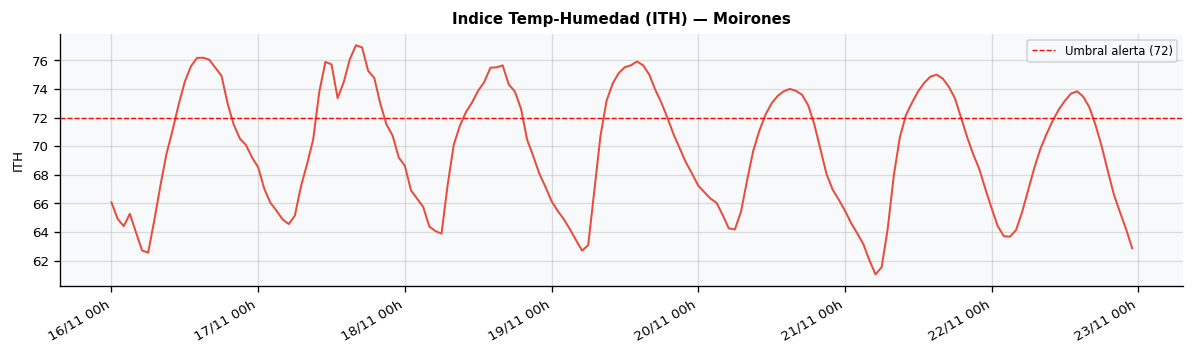 Indice Temp-Humedad (ITH) — Moirones
Umbral alerta (72)
ITH
76
74
72
70
68
66
64
62
16/11 00h
17/11 00h
18/11 00h
19/11 00h
20/11 00h
21/11 00h
22/11 00h
23/11 00h